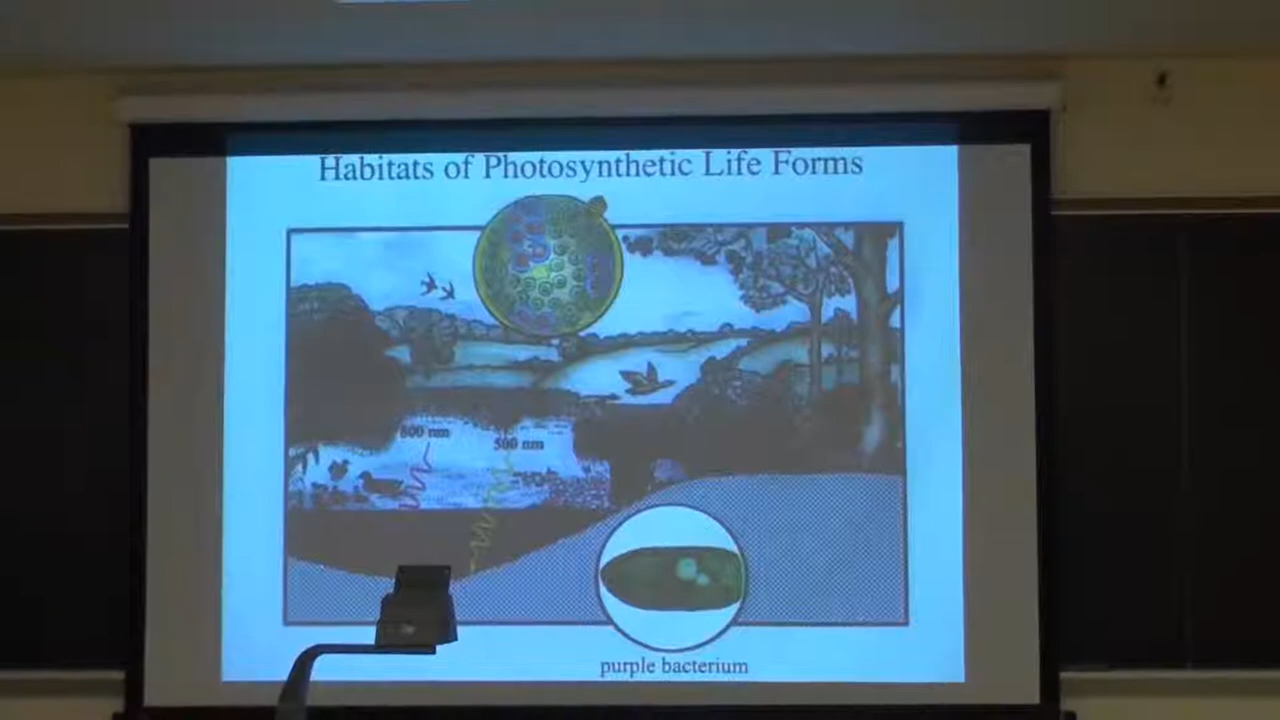 Habitats of Photosynthetic Life Forms
800 nm
500 nm
purple bacterium